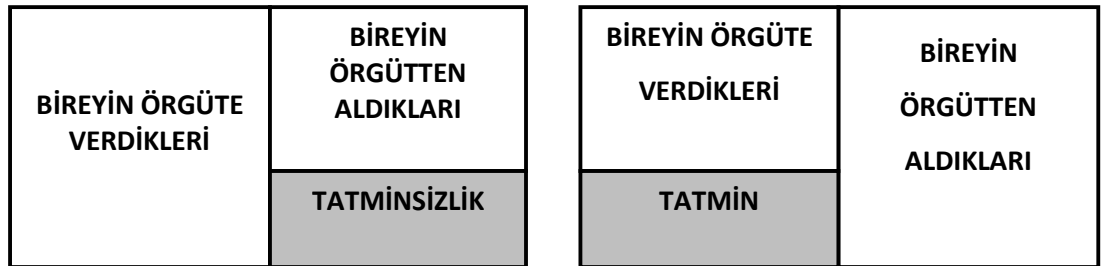 BİREYİN ÖRGÜTE
VERDİKLERİ
BİREYİN
ÖRGÜTTEN
ALDIKLARI
TATMİNSİZLİK
BİREYİN ÖRGÜTE
VERDİKLERİ
TATMİN
BİREYİN
ÖRGÜTTEN
ALDIKLARI